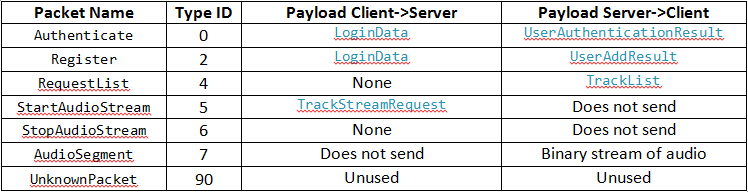 Packet Name Type ID Payload Client->Server Payload Server->Client
Authenticate 0 LoginData UserAuthenticationResult
Register 2 LoginData UserAddResult
RequestList 4 None TrackList
StartAudioStream 5 TrackStreamRequest Does not send
StopAudioStream 6 None Does not send
AudioSegment 7 Does not send Binary stream of audio
UnknownPacket 90 Unused Unused